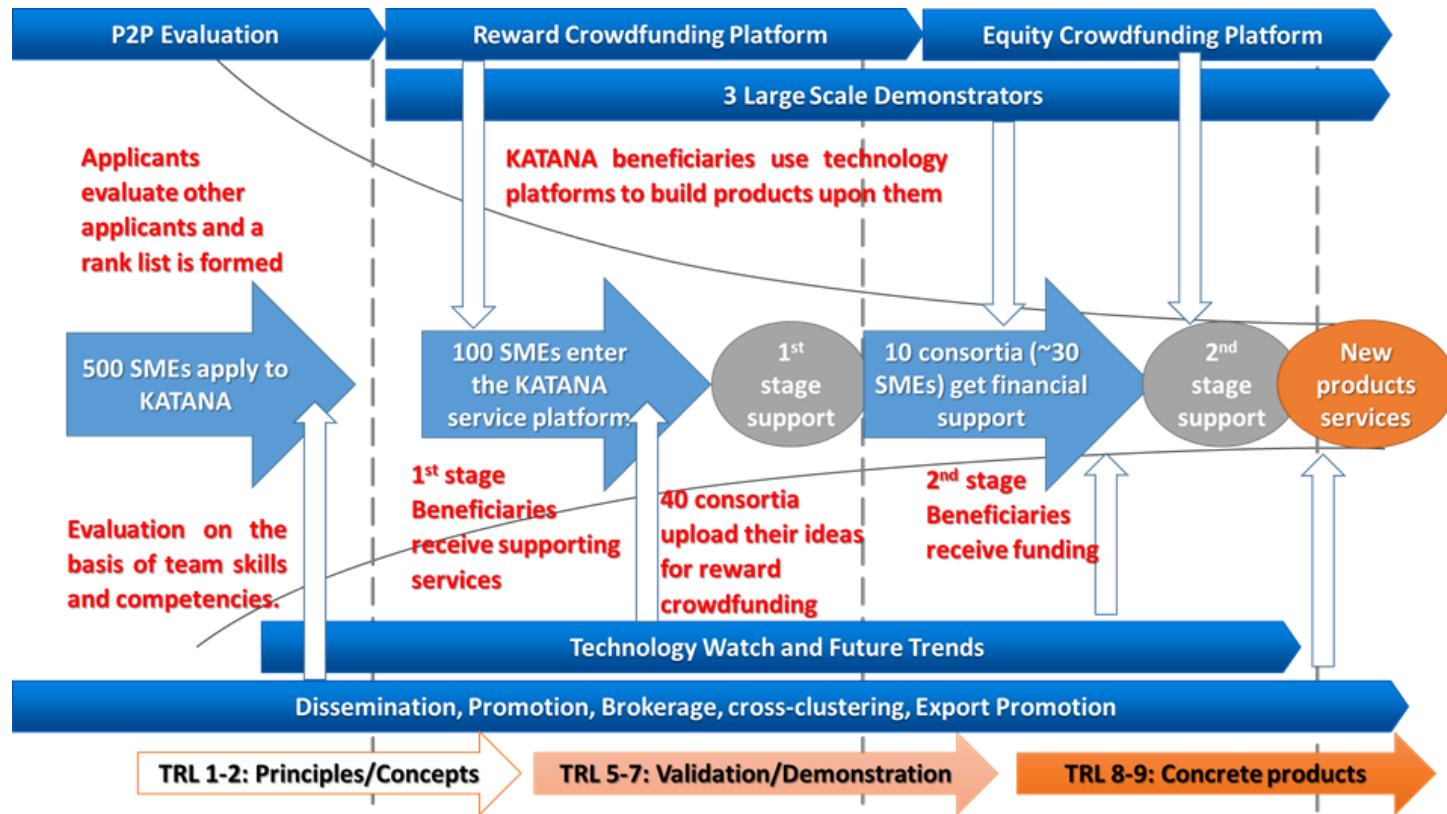 P2P Evaluation
Reward Crowdfunding Platform
Equity Crowdfunding Platform
3 Large Scale Demonstrators
Applicants
evaluate other
applicants and a
rank list is formed
KATANA beneficiaries use technology
platforms to build products upon them
500 SMEs apply to
KATANA
100 SMEs enter
the KATANA
service platform
1st
stage
support
10 consortia (~30
SMEs) get financial
support
2nd
stage
support
New
products
services
Evaluation on the
basis of team skills
and competencies.
1st stage
Beneficiaries
receive supporting
services
40 consortia
upload their ideas
for reward
crowdfunding
2nd stage
Beneficiaries
receive funding
Technology Watch and Future Trends
Dissemination, Promotion, Brokerage, cross-clustering, Export Promotion
TRL 1-2: Principles/Concepts
TRL 5-7: Validation/Demonstration
TRL 8-9: Concrete products